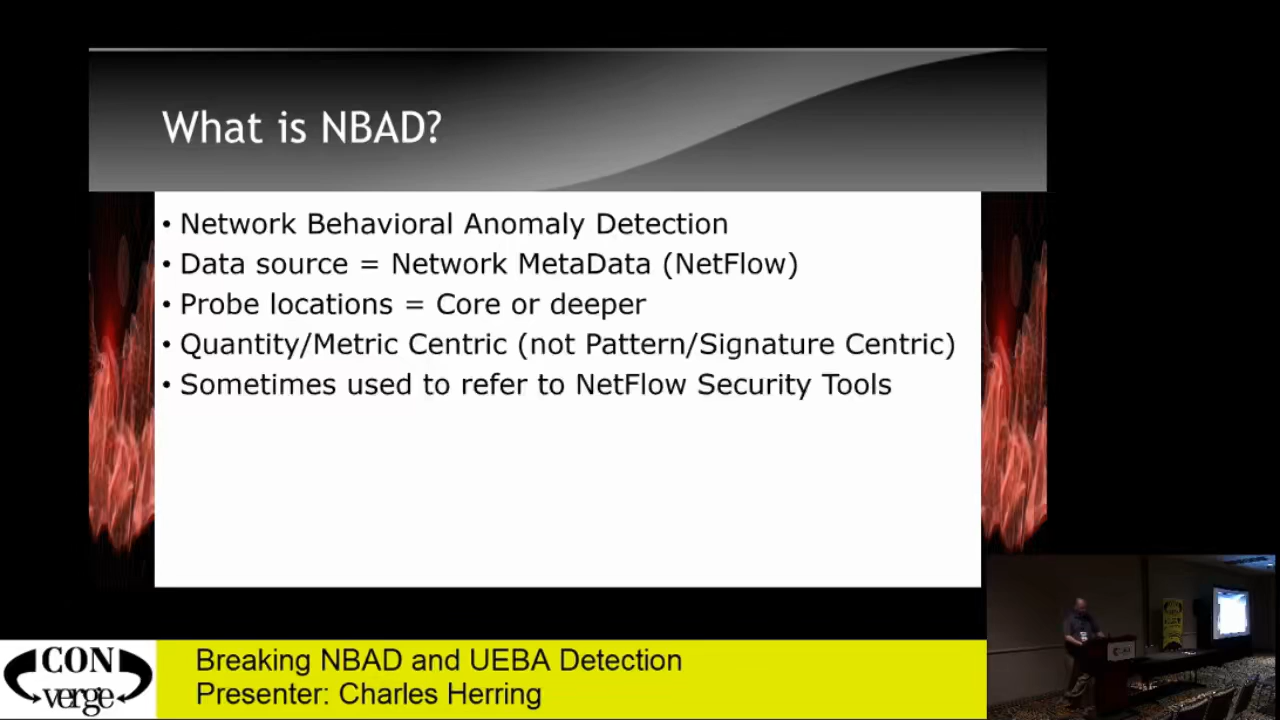 What is NBAD?
• Network Behavioral Anomaly Detection
• Data source = Network MetaData (NetFlow)
• Probe locations = Core or deeper
• Quantity/Metric Centric (not Pattern/Signature Centric)
• Sometimes used to refer to NetFlow Security Tools
CON
verge
Breaking NBAD and UEBA Detection
Presenter: Charles Herring